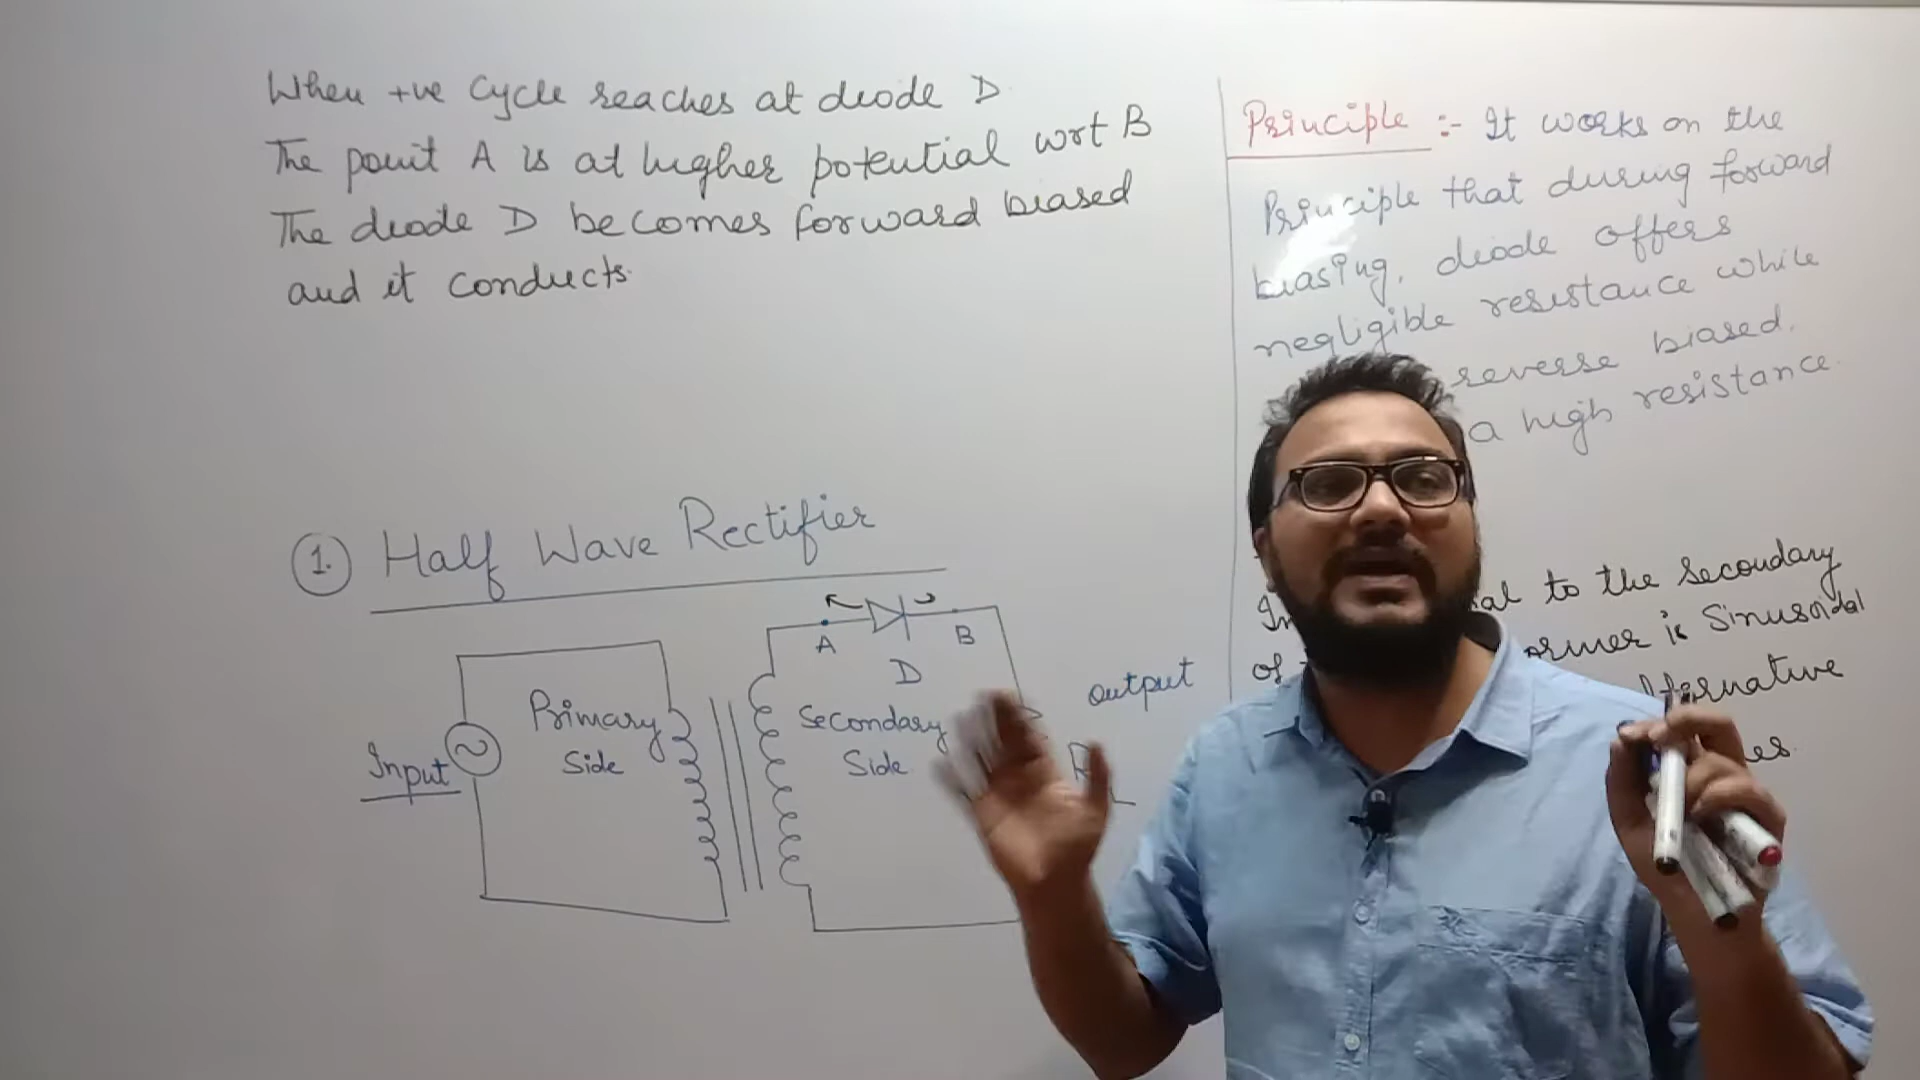 When +ve Cycle reaches at diode D
The point A is at higher potential wrt B
The diode D becomes forward biased
and it conducts.
Principle :- It works on the
Principle that during forward
biasing, diode offers
negligible resistance while
reverse biased.
a high resistance.
to the secondary
is Sinusoidal
of
1. Half Wave Rectifier
A
B
D
Input
Primary
Side
Secondary
Side
output